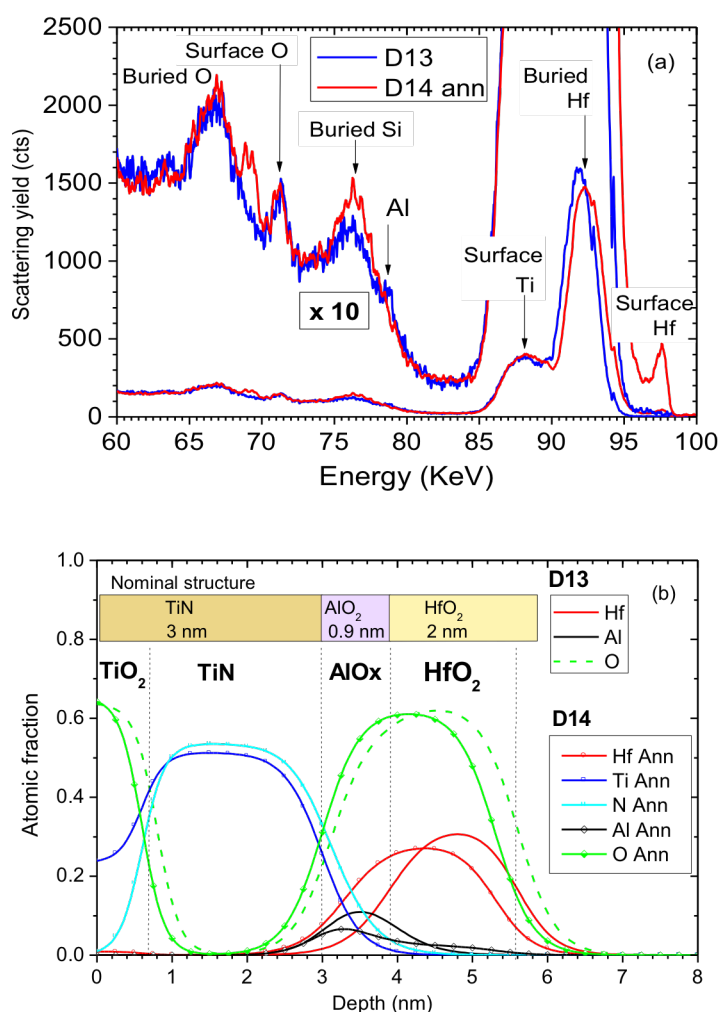 2500
2000
1500
1000
500
0
Scattering yield (cts)
Buried O
Surface O
D13
D14 ann
Buried Si
Al
x 10
Buried
Hf
(a)
Surface
Ti
Surface
Hf
60 65 70 75 80 85 90 95 100
Energy (KeV)
1.0
0.8
0.6
0.4
0.2
0.0
Atomic fraction
Nominal structure
TiN
3 nm
AlO2
0.9 nm
HfO2
2 nm
TiO2
TiN
AlOx
HfO2
D13
(b)
Hf
Al
O
D14
Hf Ann
Ti Ann
N Ann
Al Ann
O Ann
0 1 2 3 4 5 6 7 8
Depth (nm)